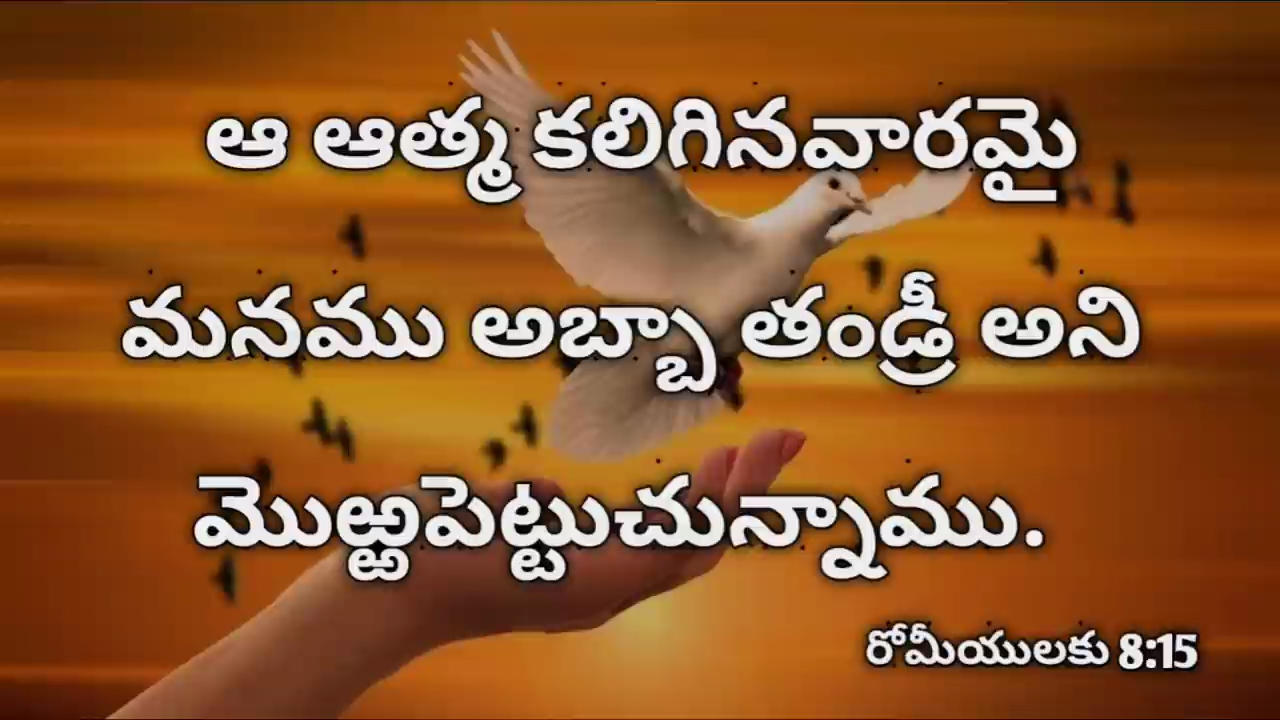 ఆ ఆత్మ కలిగినవారమై
మనము అబ్బా తండ్రీ అని
మొఱ్ఱపెట్టుచున్నాము.
రోమీయులకు 8:15